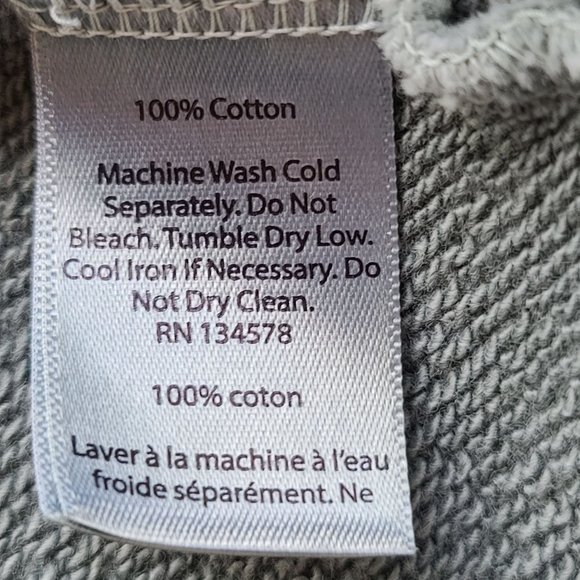 100% Cotton
Machine Wash Cold
Separately. Do Not
Bleach. Tumble Dry Low.
Cool Iron If Necessary. Do
Not Dry Clean.
RN 134578
100% coton
Laver à la machine à l'eau
froide séparément. Ne